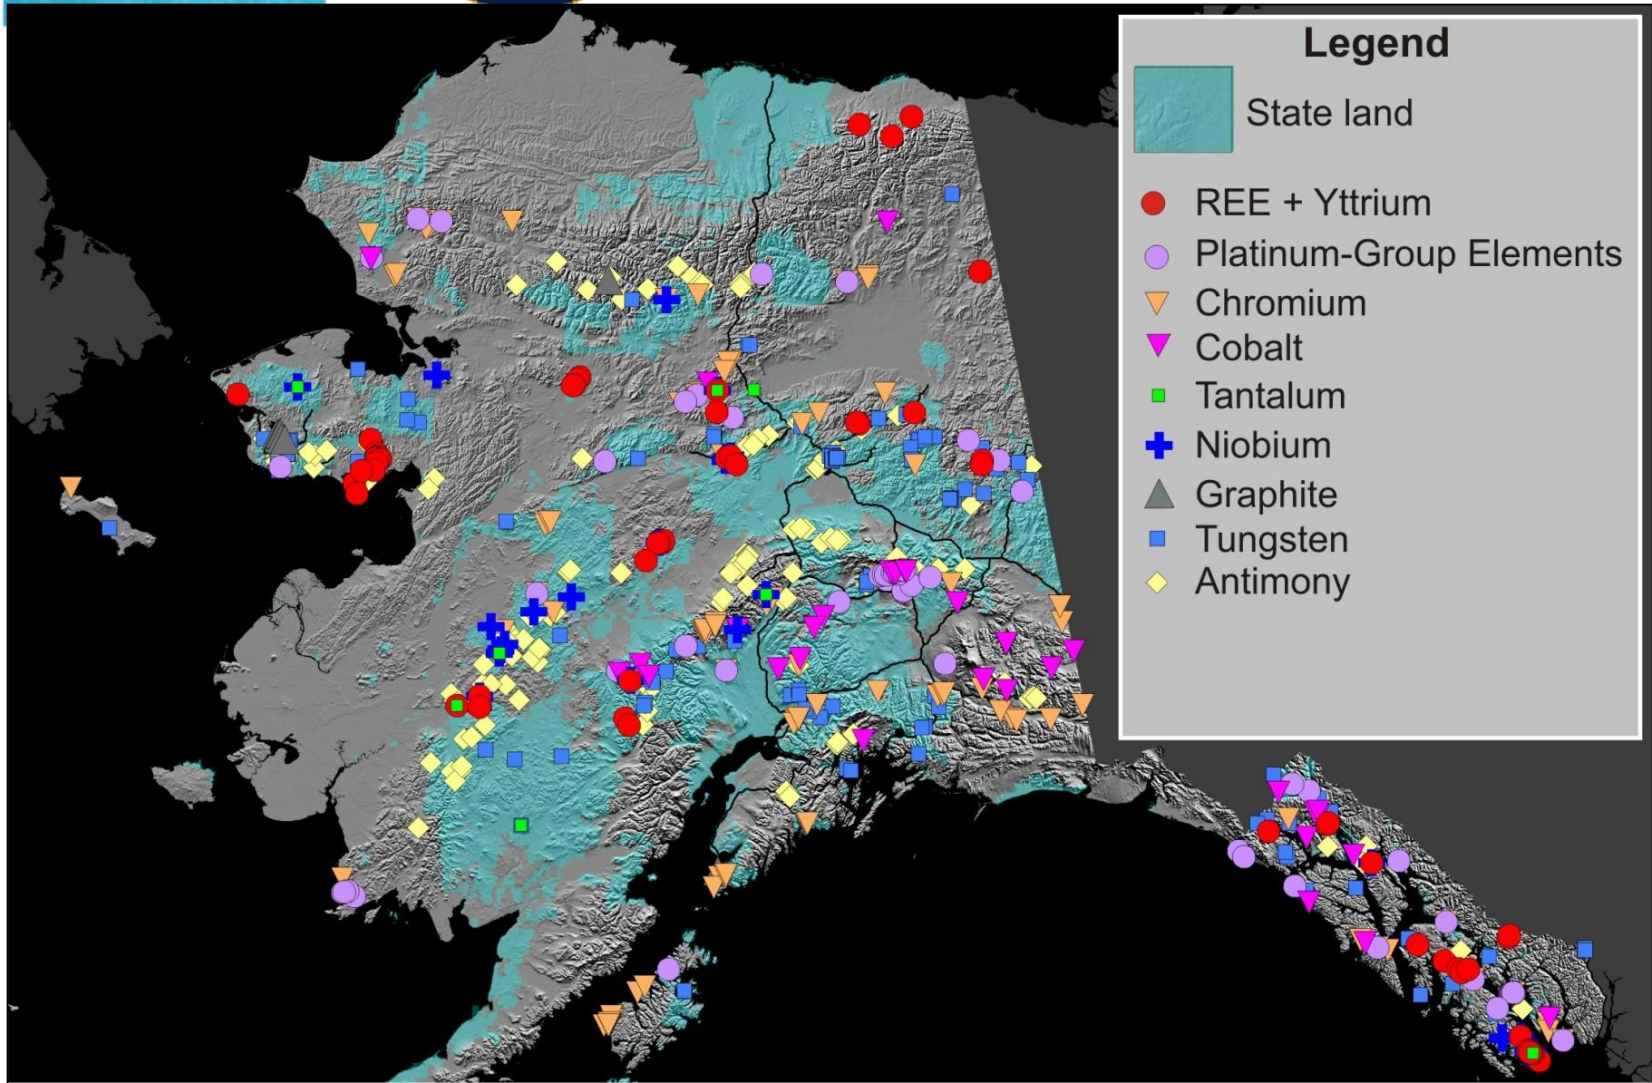 Legend
State land
REE + Yttrium
Platinum-Group Elements
Chromium
Cobalt
Tantalum
Niobium
Graphite
Tungsten
Antimony